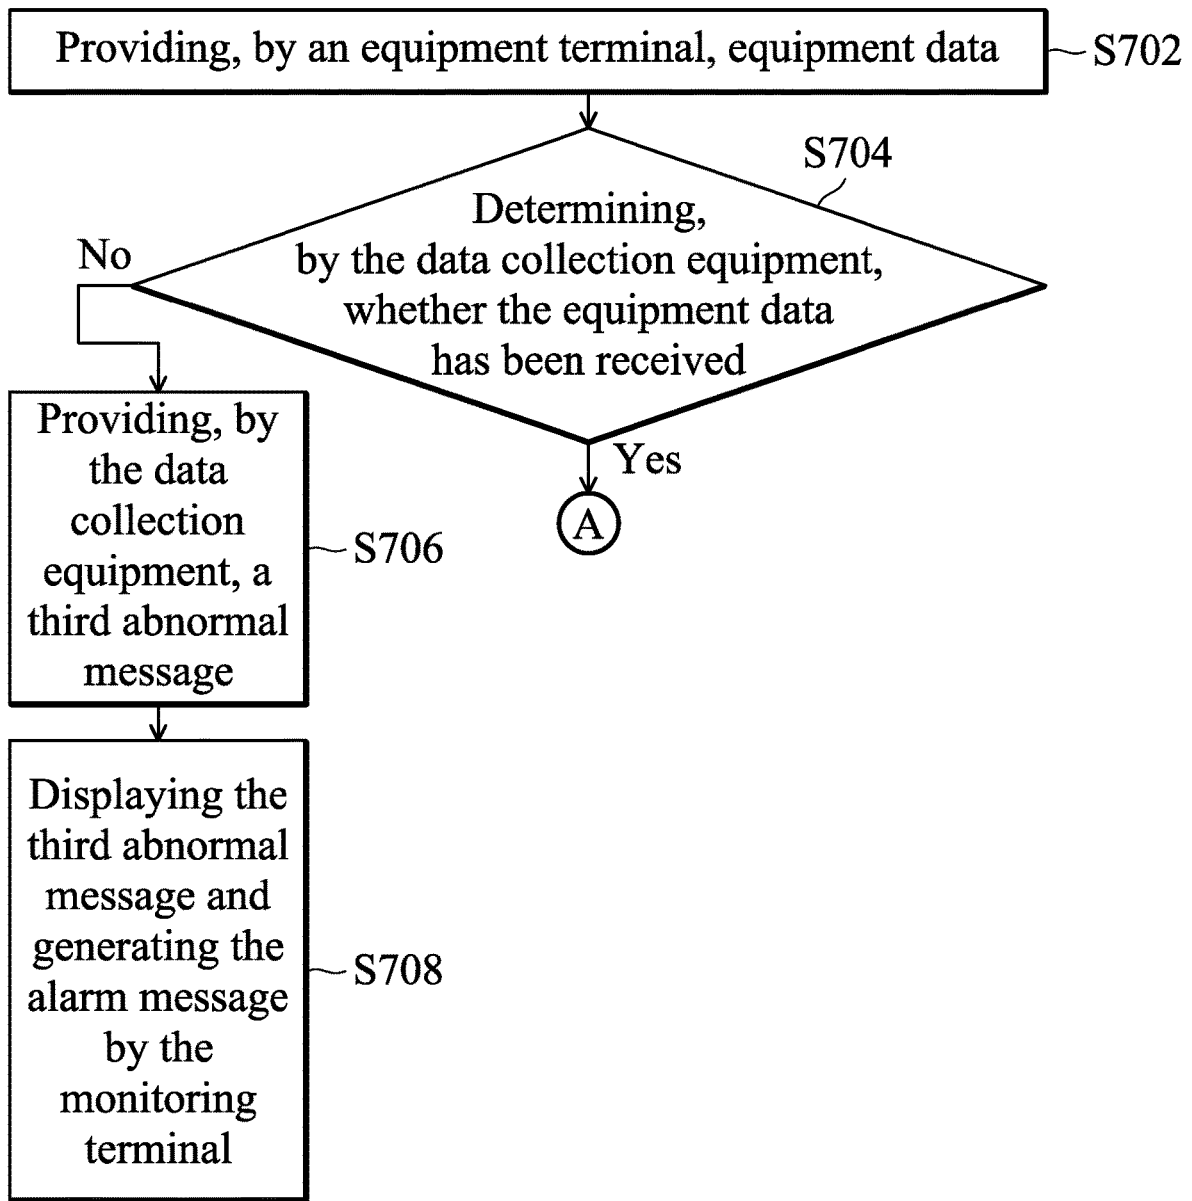 Providing, by an equipment terminal, equipment data
S702
S704
Determining,
by the data collection equipment,
whether the equipment data
has been received
No
Yes
A
Providing, by
the data
collection
equipment, a
third abnormal
message
S706
Displaying the
third abnormal
message and
generating the
alarm message
by the
monitoring
terminal
S708